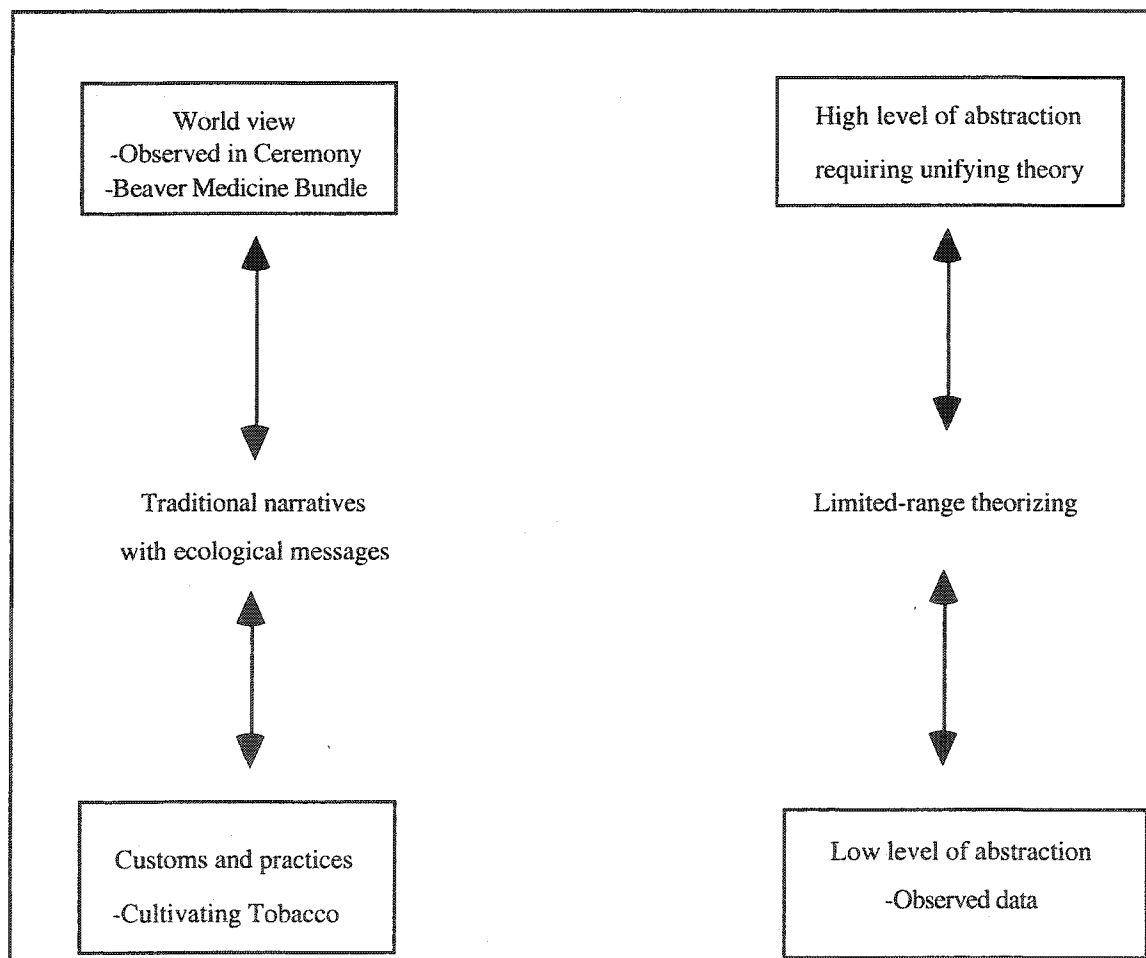 World view
-Observed in Ceremony
-Beaver Medicine Bundle
High level of abstraction
requiring unifying theory
Traditional narratives
with ecological messages
Limited-range theorizing
Customs and practices
-Cultivating Tobacco
Low level of abstraction
-Observed data